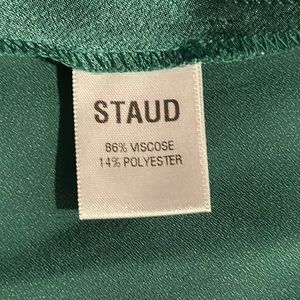 STAUD
86% VISCOSE
14% POLYESTER